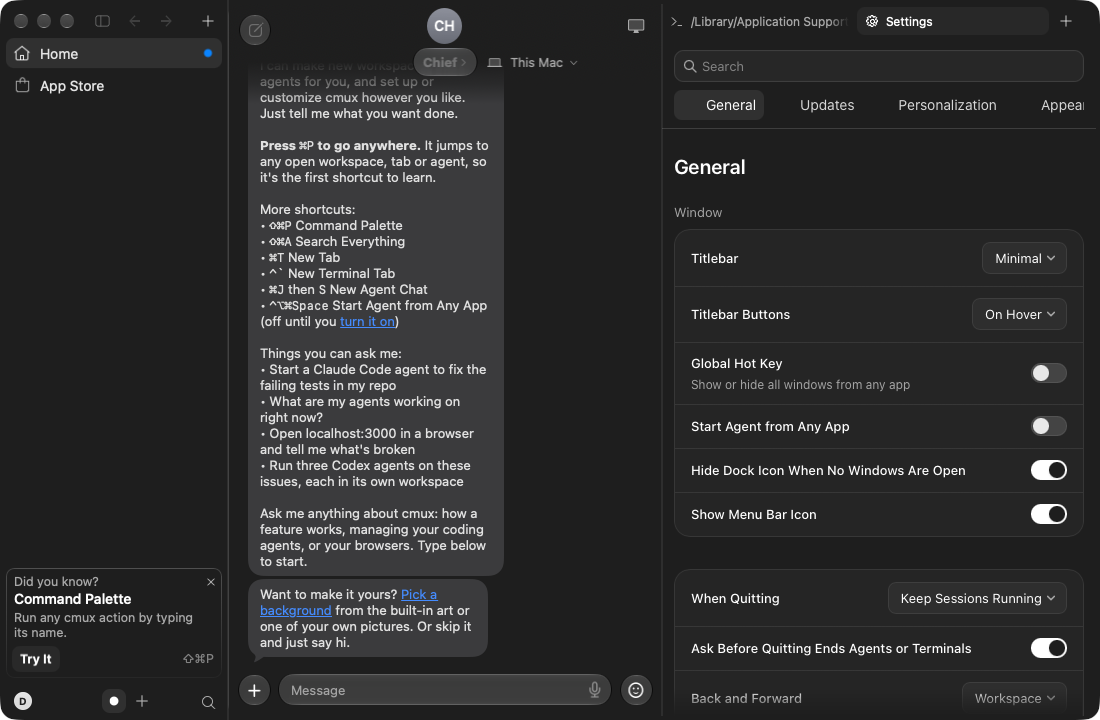 Home
App Store
Did you know?
Command Palette
Run any cmux action by typing
its name.
Try It
⇧⌘P
D
CH
Chief ›
This Mac
I can make new workspac
agents for you, and set up or
customize cmux however you like.
Just tell me what you want done.
Press ⌘P to go anywhere. It jumps to
any open workspace, tab or agent, so
it's the first shortcut to learn.
More shortcuts:
• ⇧⌘P Command Palette
• ⇧⌘A Search Everything
• ⌘T New Tab
• ^` New Terminal Tab
• ⌘J then S New Agent Chat
• ^⌥⌘Space Start Agent from Any App
(off until you turn it on)
Things you can ask me:
• Start a Claude Code agent to fix the
failing tests in my repo
• What are my agents working on
right now?
• Open localhost:3000 in a browser
and tell me what's broken
• Run three Codex agents on these
issues, each in its own workspace
Ask me anything about cmux: how a
feature works, managing your coding
agents, or your browsers. Type below
to start.
Want to make it yours? Pick a
background from the built-in art or
one of your own pictures. Or skip it
and just say hi.
Message
/Library/Application Support
Settings
Search
General
Updates
Personalization
Appear
General
Window
Titlebar
Minimal
Titlebar Buttons
On Hover
Global Hot Key
Show or hide all windows from any app
Start Agent from Any App
Hide Dock Icon When No Windows Are Open
Show Menu Bar Icon
When Quitting
Keep Sessions Running
Ask Before Quitting Ends Agents or Terminals
Back and Forward
Workspace